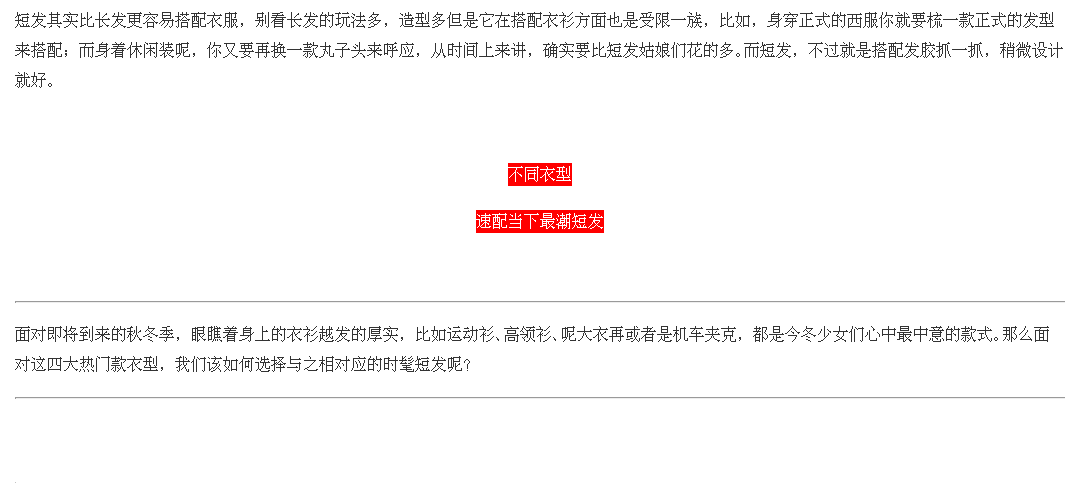 短发其实比长发更容易搭配衣服，别看长发的玩法多，造型多但是它在搭配衣衫方面也是受限一族，比如，身穿正式的西服你就要梳一款正式的发型
来搭配；而身着休闲装呢，你又要再换一款丸子头来呼应，从时间上来讲，确实要比短发姑娘们花的多。而短发，不过就是搭配发胶抓一抓，稍微设计
就好。
不同衣型
速配当下最潮短发
面对即将到来的秋冬季，眼瞧着身上的衣衫越发的厚实，比如运动衫、高领衫、呢大衣再或者是机车夹克，都是今冬少女们心中最中意的款式。那么面
对这四大热门款衣型，我们该如何选择与之相对应的时髦短发呢？